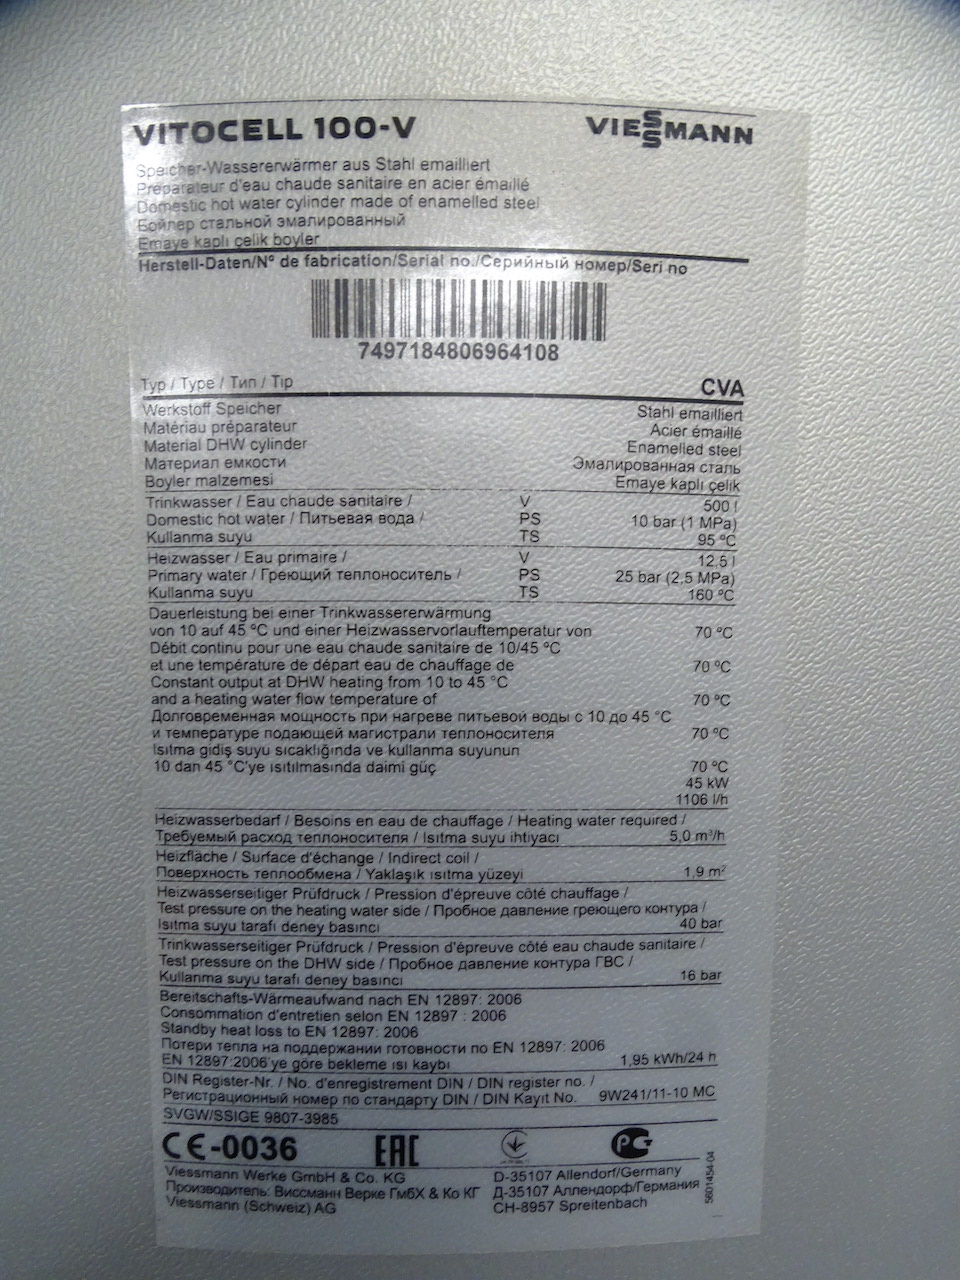 VITOCELL 100-V
VIESSMANN
Speicher-Wassererwärmer aus Stahl emailliert
Préparateur d'eau chaude sanitaire en acier émaillé
Domestic hot water cylinder made of enamelled steel
Бойлер стальной эмалированный
Emaye kaplı çelik boyler
Herstell-Daten/Nº de fabrication/Serial no./Серийный номер/Seri no
7497184806964108
Typ / Type / Тип / Tip CVA
Werkstoff Speicher Stahl emailliert
Matériau préparateur Acier émaillé
Material DHW cylinder Enamelled steel
Материал емкости Эмалированная сталь
Boyler malzemesi Emaye kaplı çelik
Trinkwasser / Eau chaude sanitaire / V 500 l
Domestic hot water / Питьевая вода / PS 10 bar (1 MPa)
Kullanma suyu TS 95 ºC
Heizwasser / Eau primaire / V 12,5 l
Primary water / Греющий теплоноситель / PS 25 bar (2,5 MPa)
Kullanma suyu TS 160 ºC
Dauerleistung bei einer Trinkwassererwärmung
von 10 auf 45 °C und einer Heizwasservorlauftemperatur von 70 ºC
Débit continu pour une eau chaude sanitaire de 10/45 °C
et une température de départ eau de chauffage de 70 ºC
Constant output at DHW heating from 10 to 45 °C
and a heating water flow temperature of 70 ºC
Долговременная мощность при нагреве питьевой воды с 10 до 45 °C
и температуре подающей магистрали теплоносителя 70 ºC
Isıtma gidiş suyu sıcaklığında ve kullanma suyunun
10 dan 45 °C'ye ısıtılmasında daimi güç 70 ºC
45 kW
1106 l/h
Heizwasserbedarf / Besoins en eau de chauffage / Heating water required /
Требуемый расход теплоносителя / Isıtma suyu ihtiyacı 5,0 m³/h
Heizfläche / Surface d'échange / Indirect coil /
Поверхность теплообмена / Yaklaşık ısıtma yüzeyi 1,9 m²
Heizwasserseitiger Prüfdruck / Pression d'épreuve côté chauffage /
Test pressure on the heating water side / Пробное давление греющего контура /
Isıtma suyu tarafı deney basıncı 40 bar
Trinkwasserseitiger Prüfdruck / Pression d'épreuve côté eau chaude sanitaire /
Test pressure on the DHW side / Пробное давление контура ГВС /
Kullanma suyu tarafı deney basıncı 16 bar
Bereitschafts-Wärmeaufwand nach EN 12897: 2006
Consommation d'entretien selon EN 12897 : 2006
Standby heat loss to EN 12897: 2006
Потери тепла на поддержании готовности по EN 12897: 2006
EN 12897:2006'ye göre bekleme ısı kaybı 1,95 kWh/24 h
DIN Register-Nr. / No. d'enregistrement DIN / DIN register no. /
Регистрационный номер по стандарту DIN / DIN Kayıt No. 9W241/11-10 MC
SVGW/SSIGE 9807-3985
CE-0036 EAC PG
Viessmann Werke GmbH & Co. KG D-35107 Allendorf/Germany
Производитель: Виссманн Верке ГмбХ & Ко КГ Д-35107 Аллендорф/Германия
Viessmann (Schweiz) AG CH-8957 Spreitenbach
5601454-04